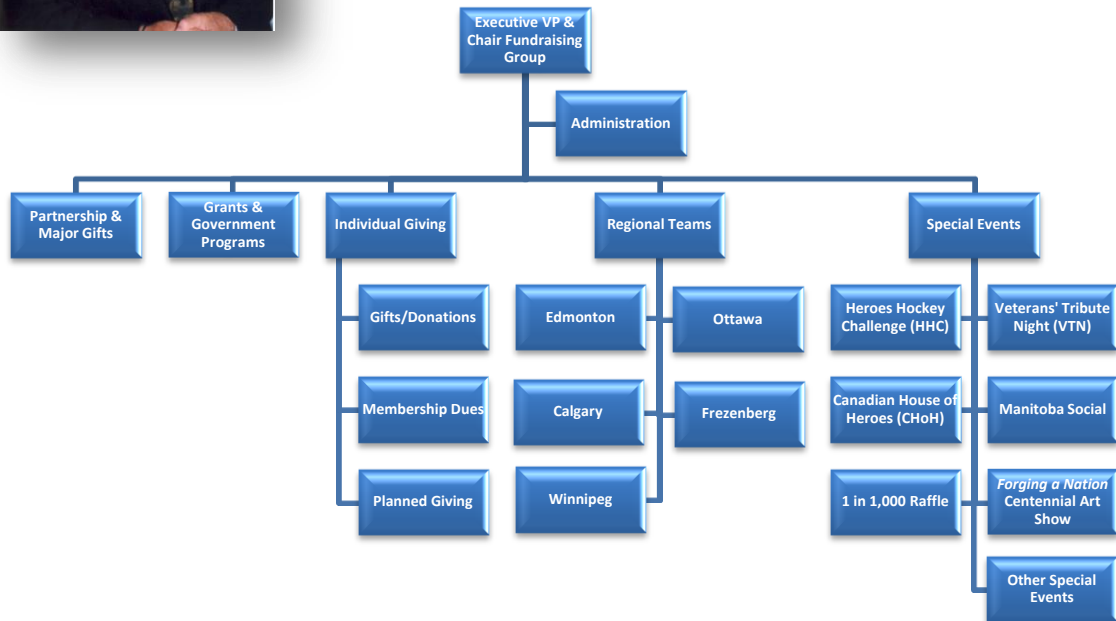 Executive VP &
Chair Fundraising
Group
Administration
Partnership &
Major Gifts
Grants &
Government
Programs
Individual Giving
Regional Teams
Special Events
Gifts/Donations
Membership Dues
Planned Giving
Edmonton
Ottawa
Calgary
Frezenberg
Winnipeg
Heroes Hockey
Challenge (HHC)
Veterans' Tribute
Night (VTN)
Canadian House of
Heroes (CHoH)
Manitoba Social
1 in 1,000 Raffle
Forging a Nation
Centennial Art
Show
Other Special
Events